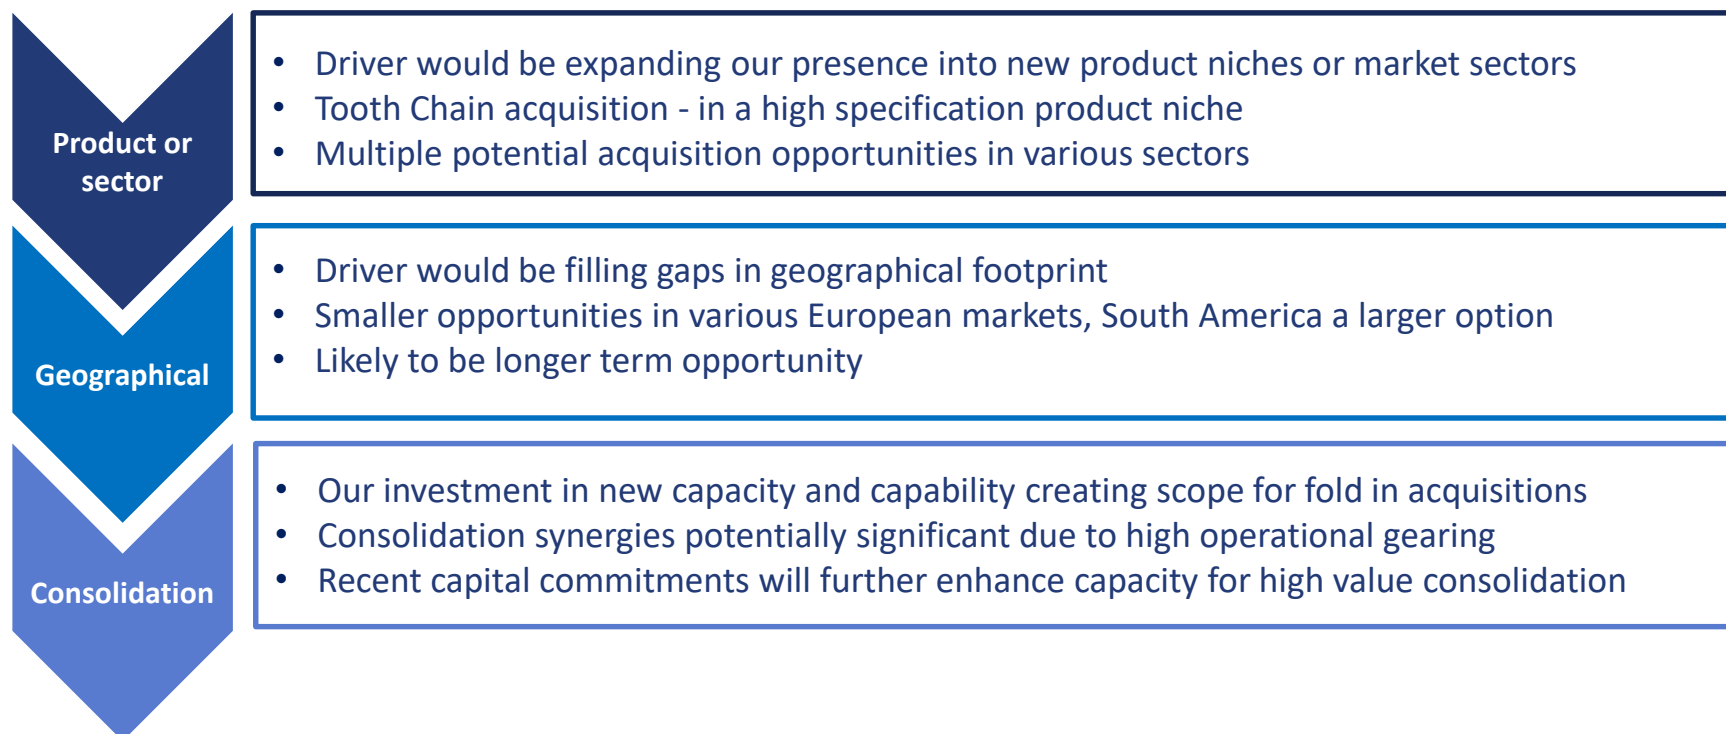 Product or
sector
• Driver would be expanding our presence into new product niches or market sectors
• Tooth Chain acquisition - in a high specification product niche
• Multiple potential acquisition opportunities in various sectors
Geographical
• Driver would be filling gaps in geographical footprint
• Smaller opportunities in various European markets, South America a larger option
• Likely to be longer term opportunity
Consolidation
• Our investment in new capacity and capability creating scope for fold in acquisitions
• Consolidation synergies potentially significant due to high operational gearing
• Recent capital commitments will further enhance capacity for high value consolidation